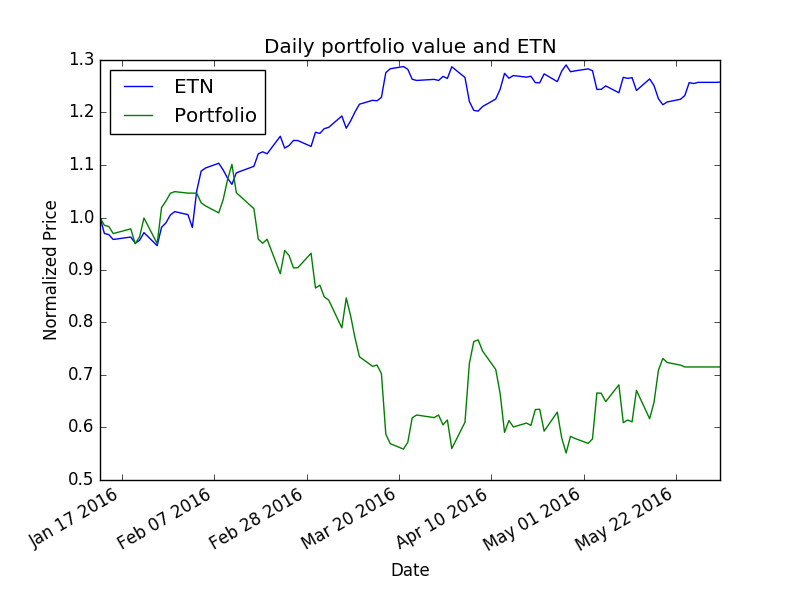 Daily portfolio value and ETN
1.3
1.2
1.1
1.0
0.9
0.8
0.7
0.6
0.5
Normalized Price
ETN
Portfolio
Jan 17 2016
Feb 07 2016
Feb 28 2016
Mar 20 2016
Apr 10 2016
May 01 2016
May 22 2016
Date